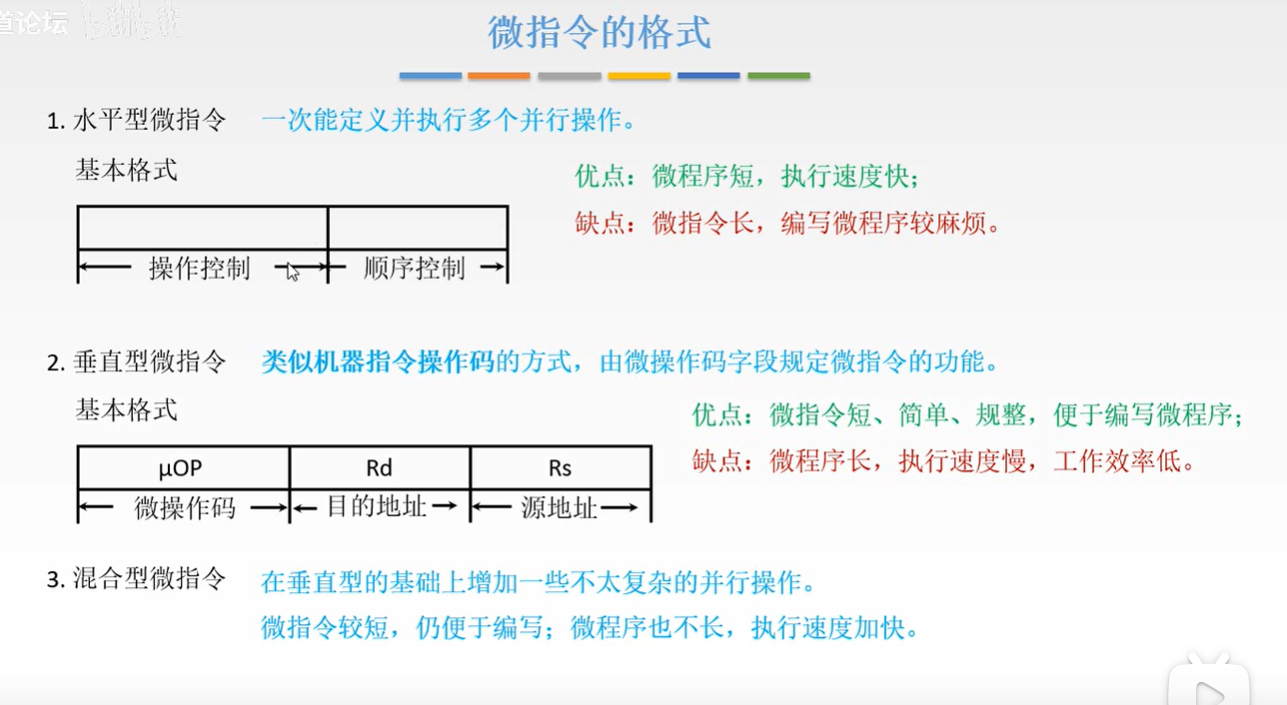 道论坛
微指令的格式
1. 水平型微指令 一次能定义并执行多个并行操作。
基本格式
优点：微程序短，执行速度快；
缺点：微指令长，编写微程序较麻烦。
操作控制 顺序控制
2. 垂直型微指令 类似机器指令操作码的方式，由微操作码字段规定微指令的功能。
基本格式
优点：微指令短、简单、规整，便于编写微程序；
μOP Rd Rs
缺点：微程序长，执行速度慢，工作效率低。
微操作码 目的地址 源地址
3. 混合型微指令 在垂直型的基础上增加一些不太复杂的并行操作。
微指令较短，仍便于编写；微程序也不长，执行速度加快。